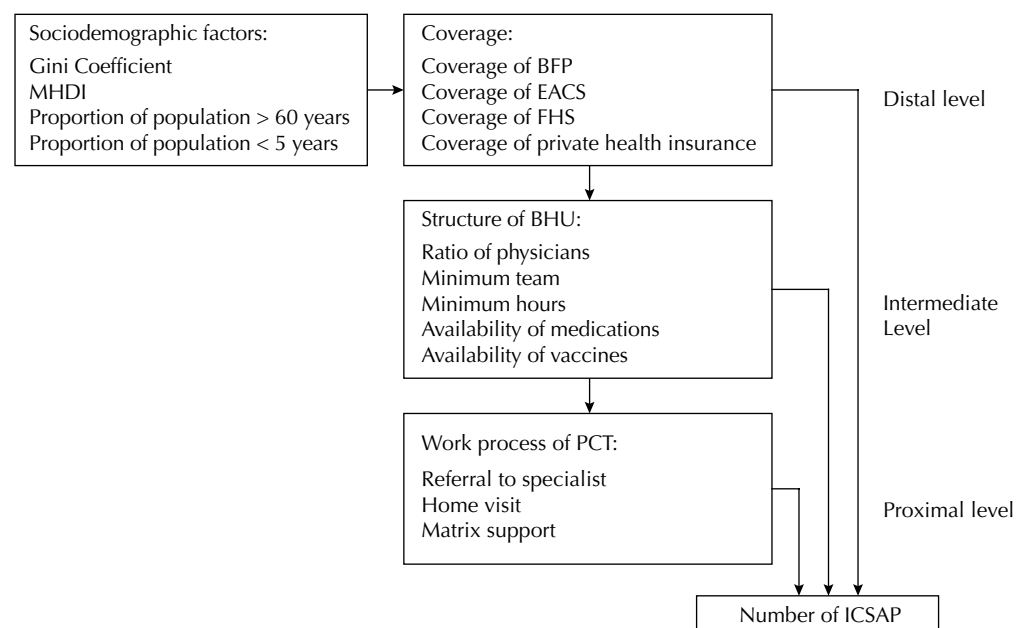 Sociodemographic factors:
Gini Coefficient
MHDI
Proportion of population > 60 years
Proportion of population < 5 years
Coverage:
Coverage of BFP
Coverage of EACS
Coverage of FHS
Coverage of private health insurance
Distal level
Structure of BHU:
Ratio of physicians
Minimum team
Minimum hours
Availability of medications
Availability of vaccines
Intermediate
Level
Work process of PCT:
Referral to specialist
Home visit
Matrix support
Proximal level
Number of ICSAP